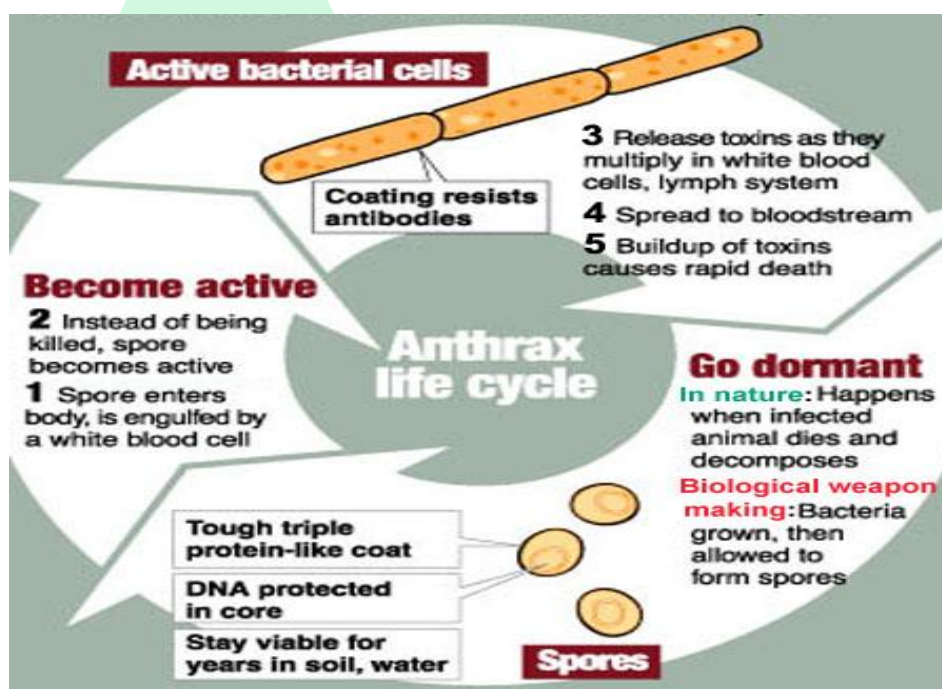 Active bacterial cells
Coating resists
antibodies
3 Release toxins as they
multiply in white blood
cells, lymph system
4 Spread to bloodstream
5 Buildup of toxins
causes rapid death
Become active
2 Instead of being
killed, spore
becomes active
1 Spore enters
body, is engulfed by
a white blood cell
Anthrax
life cycle
Go dormant
In nature: Happens
when infected
animal dies and
decomposes
Biological weapon
making: Bacteria
grown, then
allowed to
form spores
Tough triple
protein-like coat
DNA protected
in core
Stay viable for
years in soil, water
Spores